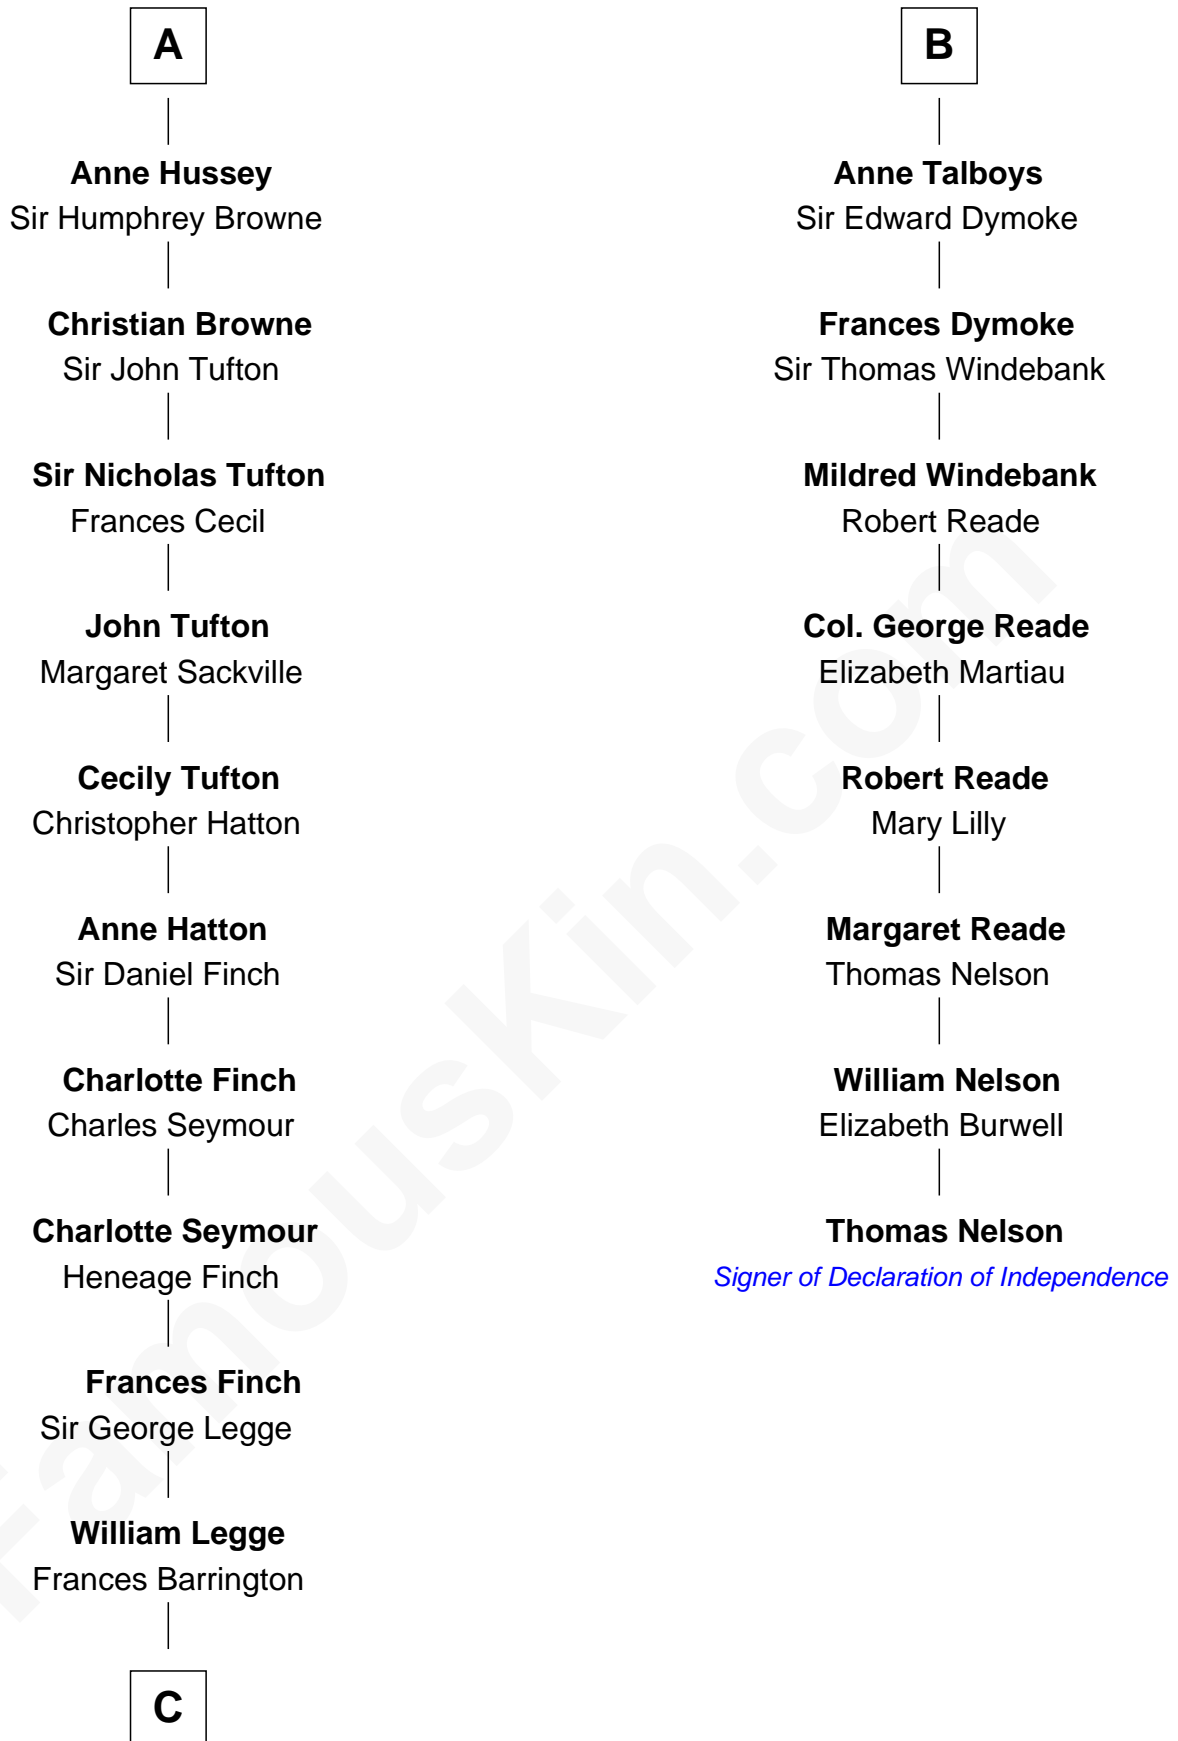 A
Anne Hussey
Sir Humphrey Browne
Christian Browne
Sir John Tufton
Sir Nicholas Tufton
Frances Cecil
John Tufton
Margaret Sackville
Cecily Tufton
Christopher Hatton
Anne Hatton
Sir Daniel Finch
Charlotte Finch
Charles Seymour
Charlotte Seymour
Heneage Finch
Frances Finch
Sir George Legge
William Legge
Frances Barrington
C
B
Anne Talboys
Sir Edward Dymoke
Frances Dymoke
Sir Thomas Windebank
Mildred Windebank
Robert Reade
Col. George Reade
Elizabeth Martiau
Robert Reade
Mary Lilly
Margaret Reade
Thomas Nelson
William Nelson
Elizabeth Burwell
Thomas Nelson
Signer of Declaration of Independence
FamousKin.com